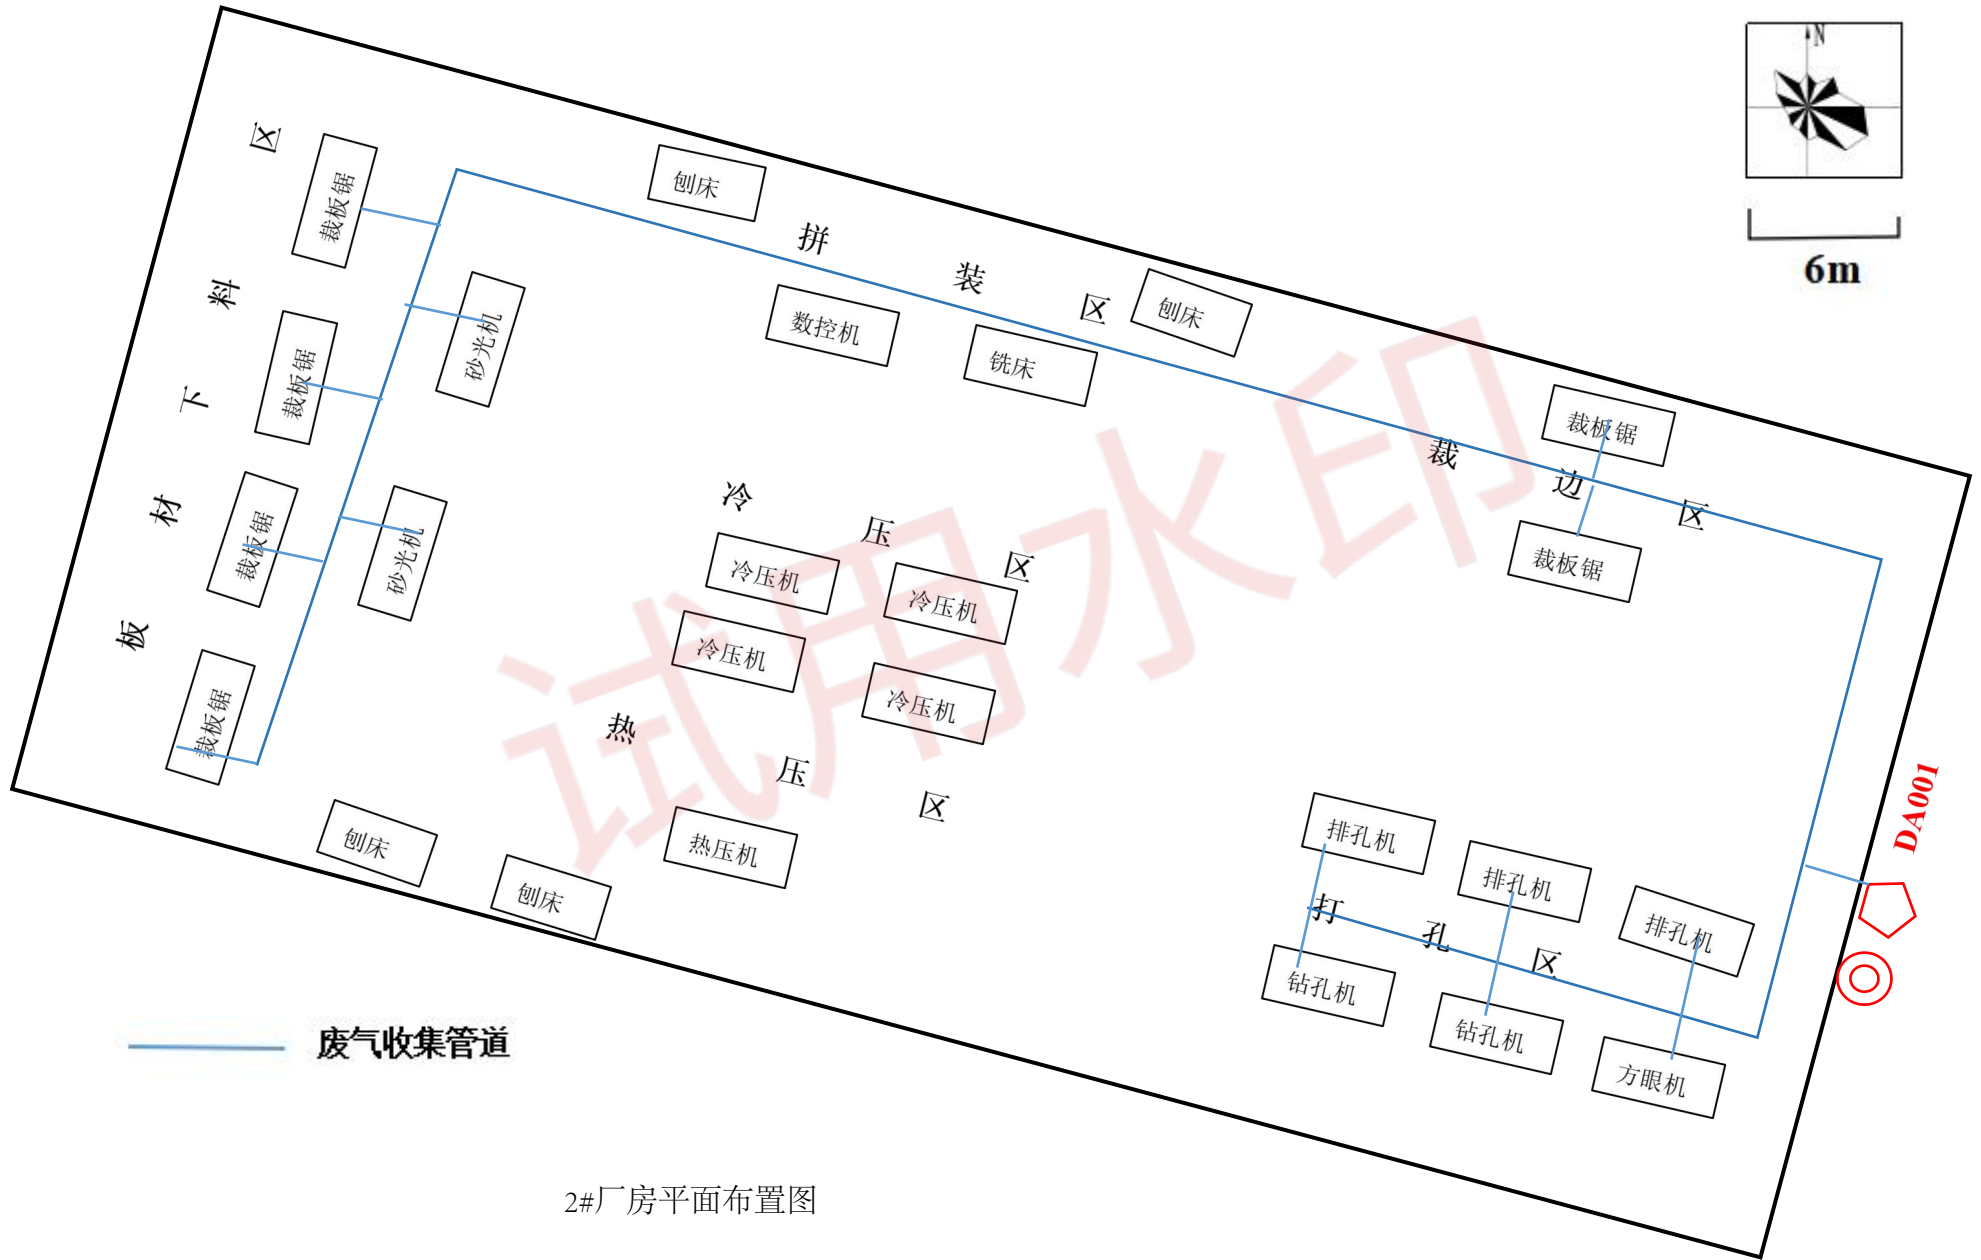 N
6m
板材下料区
裁板锯
裁板锯
裁板锯
裁板锯
砂光机
砂光机
刨床
拼装区
刨床
数控机
铣床
裁板锯
裁边区
裁板锯
冷压区
冷压机
冷压机
冷压机
冷压机
热压区
热压机
刨床
刨床
排孔机
排孔机
排孔机
打孔区
钻孔机
钻孔机
方眼机
DA001
试用水印
废气收集管道
2#厂房平面布置图